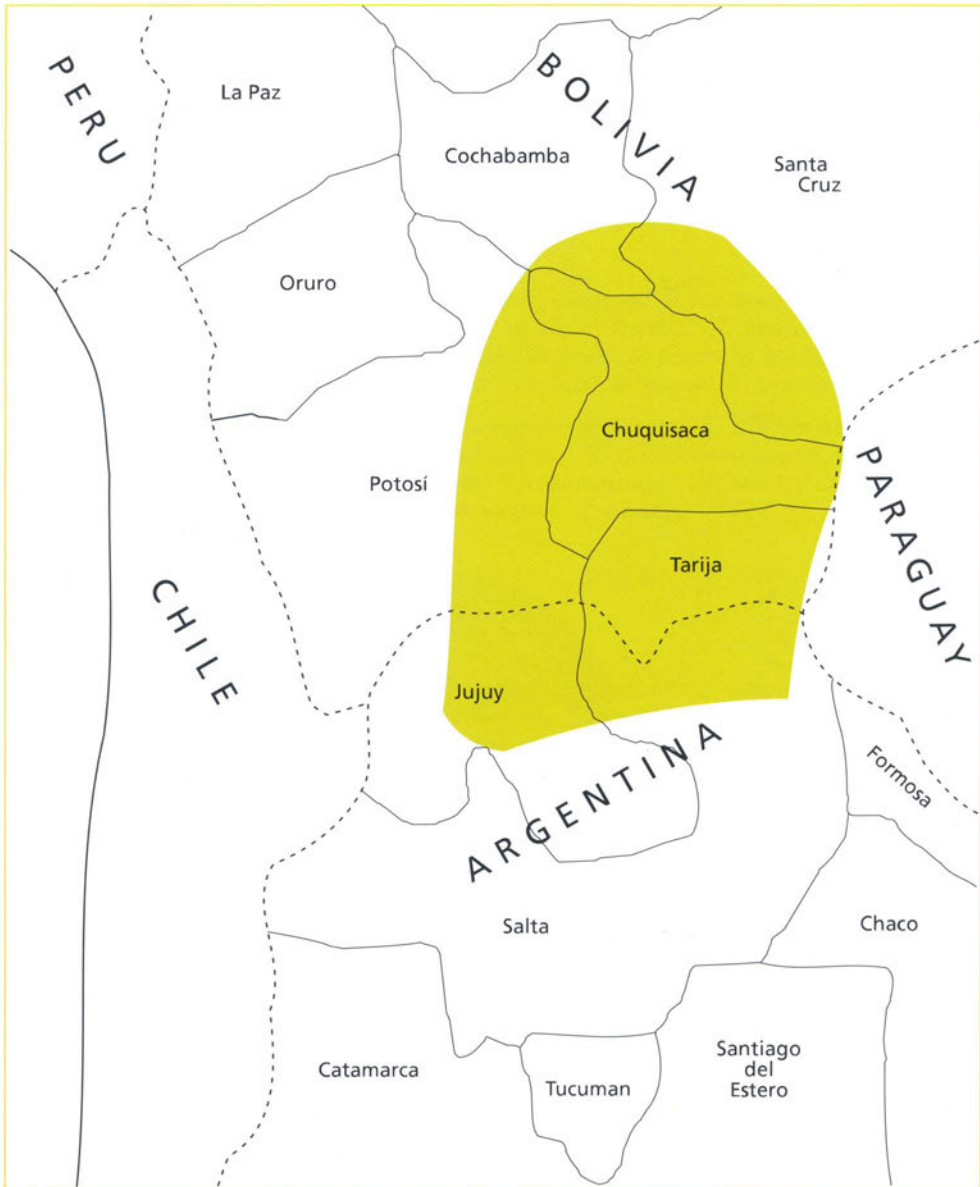 PERU
La Paz
BOLIVIA
Cochabamba
Santa
Cruz
Oruro
Chuquisaca
Potosí
PARAGUAY
Tarija
CHILE
Jujuy
ARGENTINA
Formosa
Salta
Chaco
Catamarca
Tucuman
Santiago
del
Estero